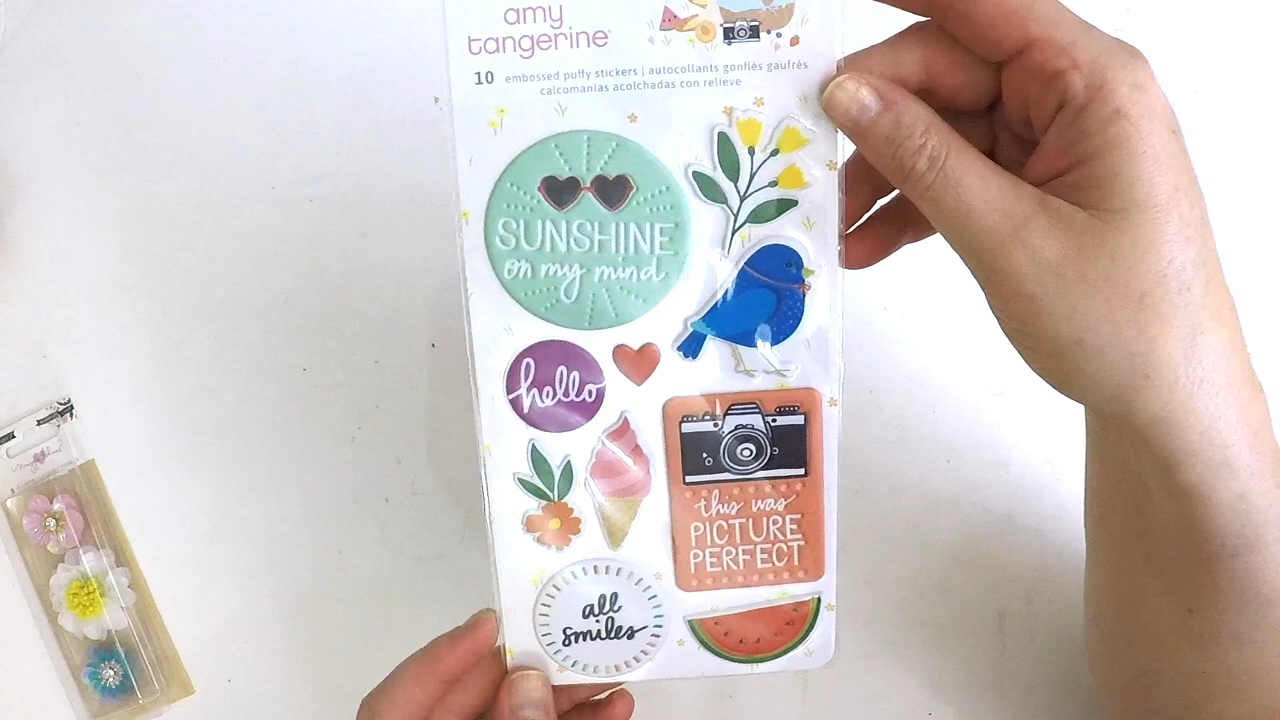 amy
tangerine
10 embossed puffy stickers | autocollants gonflés gaufrés
calcomanias acolchadas con relieve
SUNSHINE
on my mind
hello
this was
PICTURE
PERFECT
all
smiles